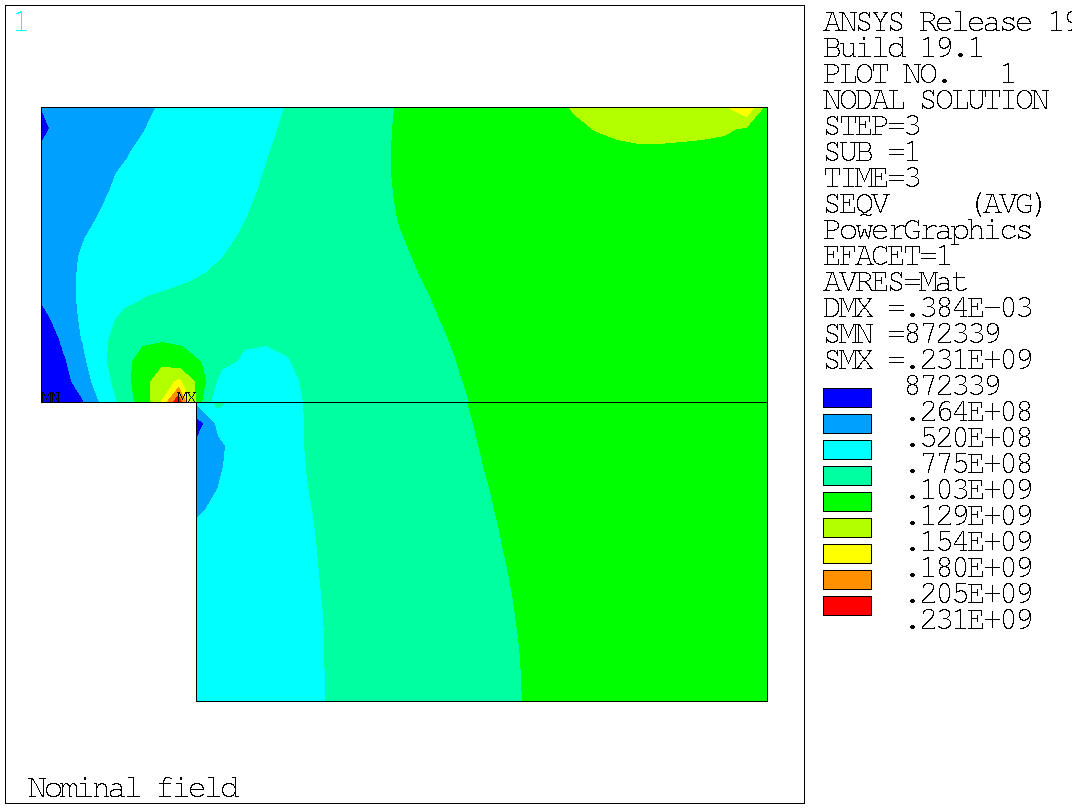 1
ANSYS Release 19
Build 19.1
PLOT NO. 1
NODAL SOLUTION
STEP=3
SUB =1
TIME=3
SEQV (AVG)
PowerGraphics
EFACET=1
AVRES=Mat
DMX =.384E-03
SMN =872339
SMX =.231E+09
872339
.264E+08
.520E+08
.775E+08
.103E+09
.129E+09
.154E+09
.180E+09
.205E+09
.231E+09
MN
MX
Nominal field